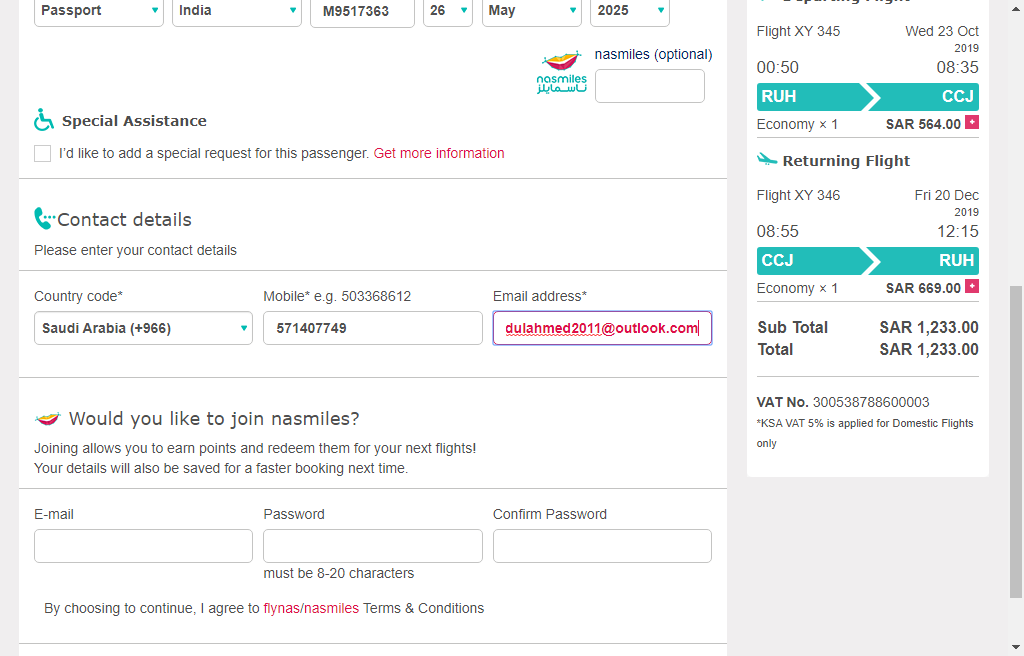 Passport India M9517363 26 May 2025
nasmiles (optional)
nasmiles
ناسمايلز
Special Assistance
I'd like to add a special request for this passenger. Get more information
Contact details
Please enter your contact details
Country code* Mobile* e.g. 503368612 Email address*
Saudi Arabia (+966) 571407749 dulahmed2011@outlook.com
Would you like to join nasmiles?
Joining allows you to earn points and redeem them for your next flights!
Your details will also be saved for a faster booking next time.
E-mail Password Confirm Password
must be 8-20 characters
By choosing to continue, I agree to flynas/nasmiles Terms & Conditions
Flight XY 345 Wed 23 Oct
2019
00:50 08:35
RUH CCJ
Economy × 1 SAR 564.00 +
Returning Flight
Flight XY 346 Fri 20 Dec
2019
08:55 12:15
CCJ RUH
Economy × 1 SAR 669.00 +
Sub Total SAR 1,233.00
Total SAR 1,233.00
VAT No. 300538788600003
*KSA VAT 5% is applied for Domestic Flights
only